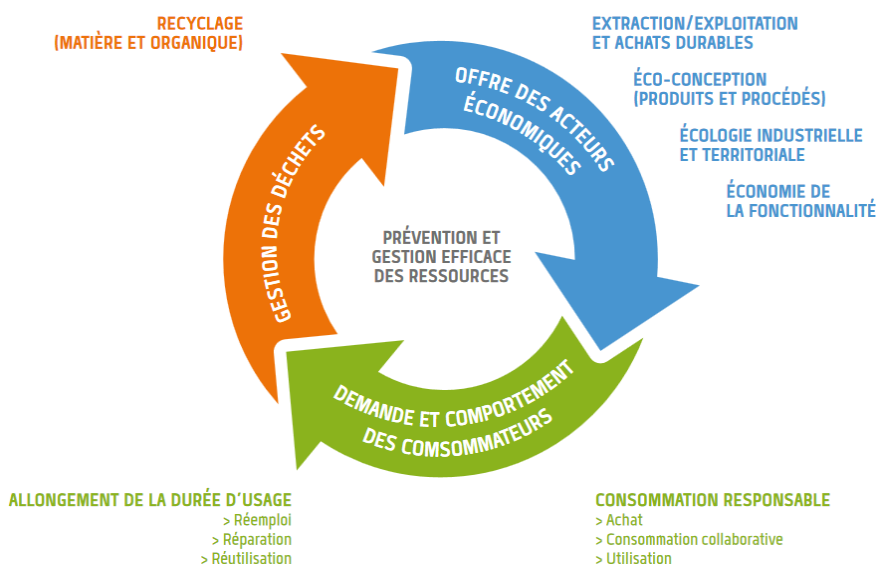 RECYCLAGE
(MATIÈRE ET ORGANIQUE)
EXTRACTION/EXPLOITATION
ET ACHATS DURABLES
ÉCO-CONCEPTION
(PRODUITS ET PROCÉDÉS)
ÉCOLOGIE INDUSTRIELLE
ET TERRITORIALE
ÉCONOMIE DE
LA FONCTIONNALITÉ
OFFRE DES ACTEURS
ÉCONOMIQUES
GESTION DES DÉCHETS
PRÉVENTION ET
GESTION EFFICACE
DES RESSOURCES
DEMANDE ET COMPORTEMENT
DES COMSOMMATEURS
ALLONGEMENT DE LA DURÉE D'USAGE
> Réemploi
> Réparation
> Réutilisation
CONSOMMATION RESPONSABLE
> Achat
> Consommation collaborative
> Utilisation